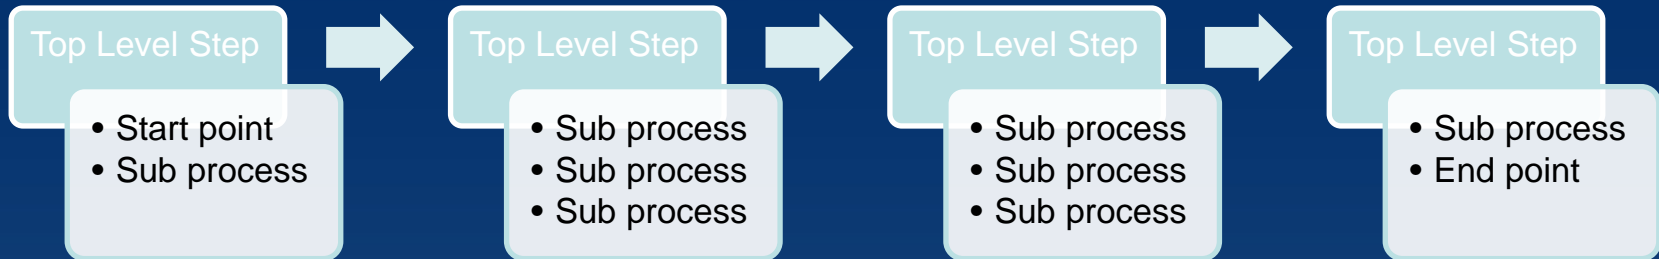 Top Level Step
• Start point
• Sub process
Top Level Step
• Sub process
• Sub process
• Sub process
Top Level Step
• Sub process
• Sub process
• Sub process
Top Level Step
• Sub process
• End point